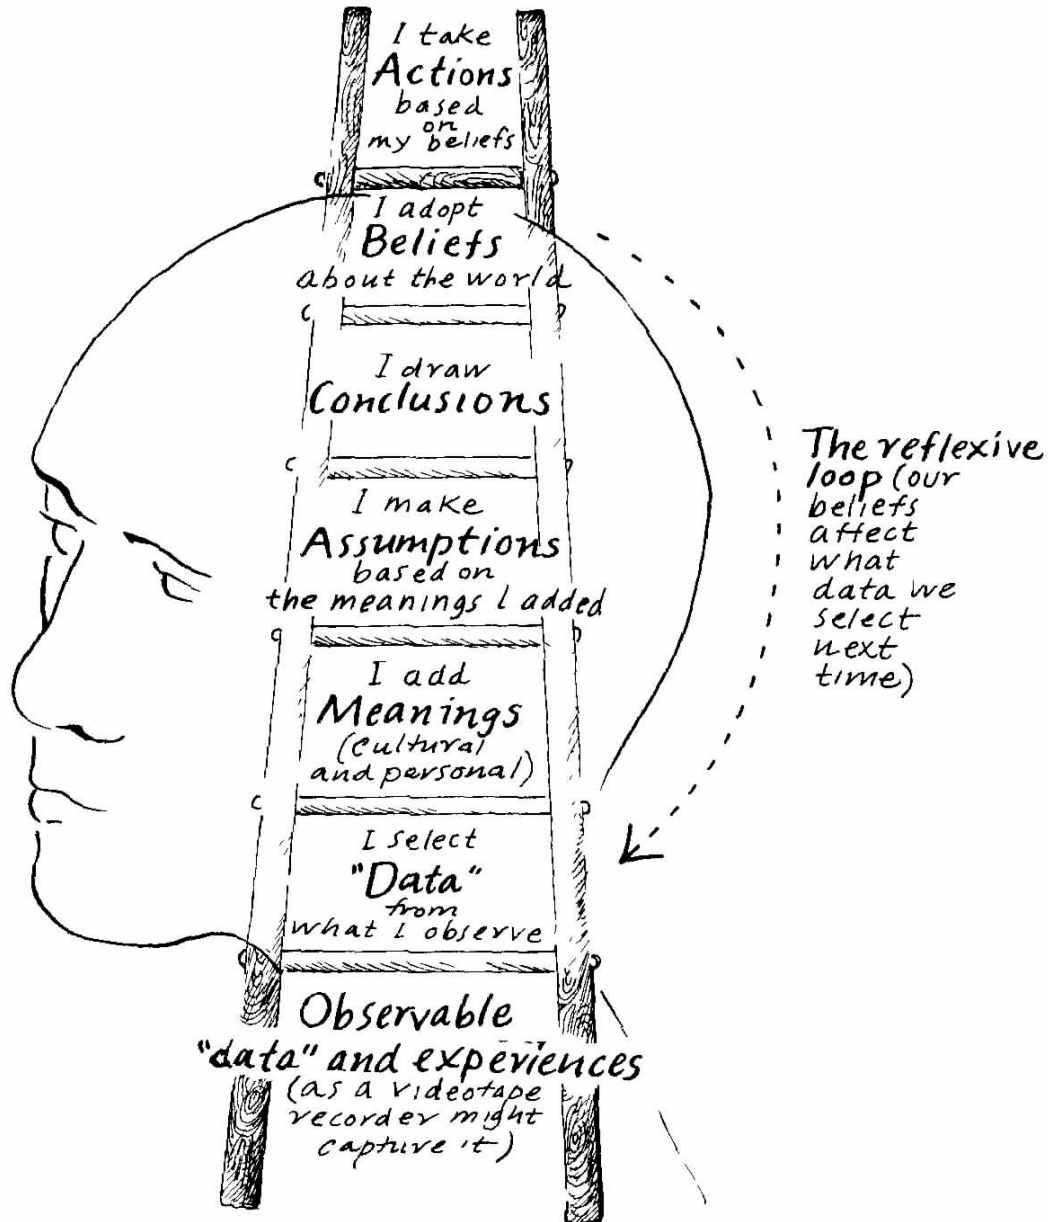 I take
Actions
based
on
my beliefs
I adopt
Beliefs
about the world
I draw
Conclusions
I make
Assumptions
based on
the meanings I added
I add
Meanings
(cultural
and personal)
I select
"Data"
from
what I observe
Observable
"data" and experiences
(as a videotape
recorder might
capture it)
The reflexive
loop (our
beliefs
affect
what
data we
select
next
time)